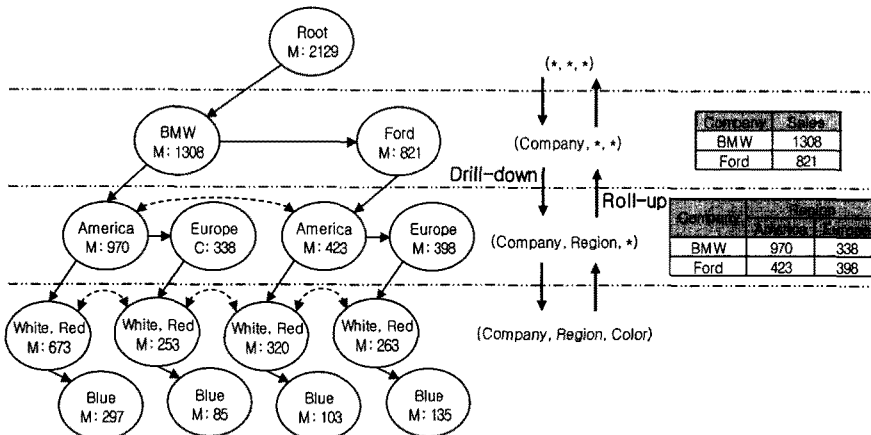 Root
M: 2129
(*, *, *)
BMW
M: 1308
Ford
M: 821
(Company, *, *)
Company Sales
BMW 1308
Ford 821
Drill-down
Roll-up
America
M: 970
Europe
C: 338
America
M: 423
Europe
M: 398
(Company, Region, *)
Company Region
America Europe
BMW 970 338
Ford 423 398
White, Red
M: 673
White, Red
M: 253
White, Red
M: 320
White, Red
M: 263
(Company, Region, Color)
Blue
M: 297
Blue
M: 85
Blue
M: 103
Blue
M: 135